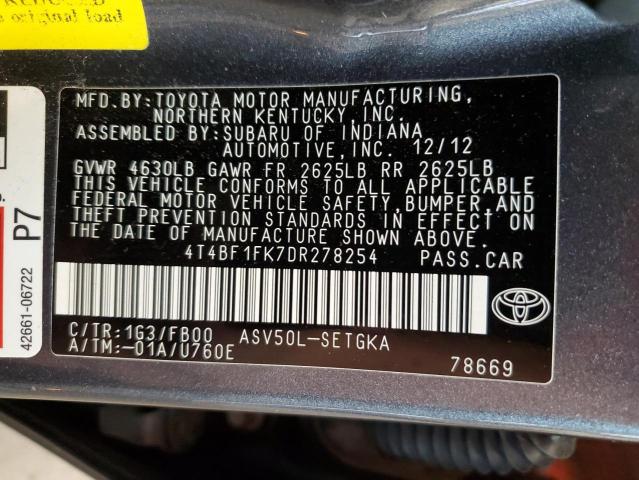 e original load
MFD.BY: TOYOTA MOTOR MANUFACTURING,
NORTHERN KENTUCKY, INC.
ASSEMBLED BY: SUBARU OF INDIANA
AUTOMOTIVE, INC. 12/12
GVWR 4630LB GAWR FR 2625LB RR 2625LB
THIS VEHICLE CONFORMS TO ALL APPLICABLE
FEDERAL MOTOR VEHICLE SAFETY, BUMPER, AND
THEFT PREVENTION STANDARDS IN EFFECT ON
THE DATE OF MANUFACTURE SHOWN ABOVE.
4T4BF1FK7DR278254 PASS.CAR
C/TR: 1G3/FB00 ASV50L-SETGKA
A/TM: -01A/U760E
78669
TOYOTA
P7
42661-06722